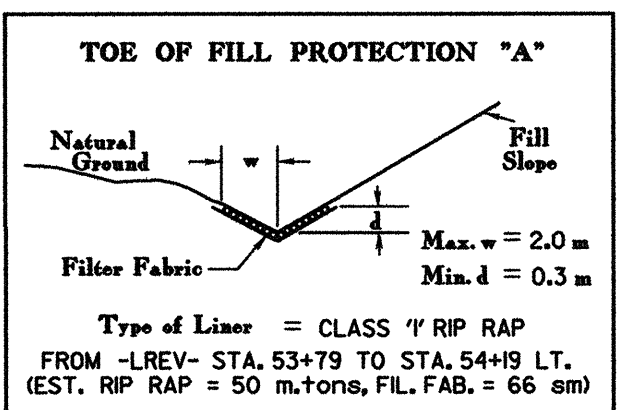 TOE OF FILL PROTECTION "A"
Natural
Ground
w
Fill
Slope
d
Filter Fabric
Max. w = 2.0 m
Min. d = 0.3 m
Type of Liner = CLASS 'I' RIP RAP
FROM -LREV- STA. 53+79 TO STA. 54+19 LT.
(EST. RIP RAP = 50 m.tons, FIL. FAB. = 66 sm)